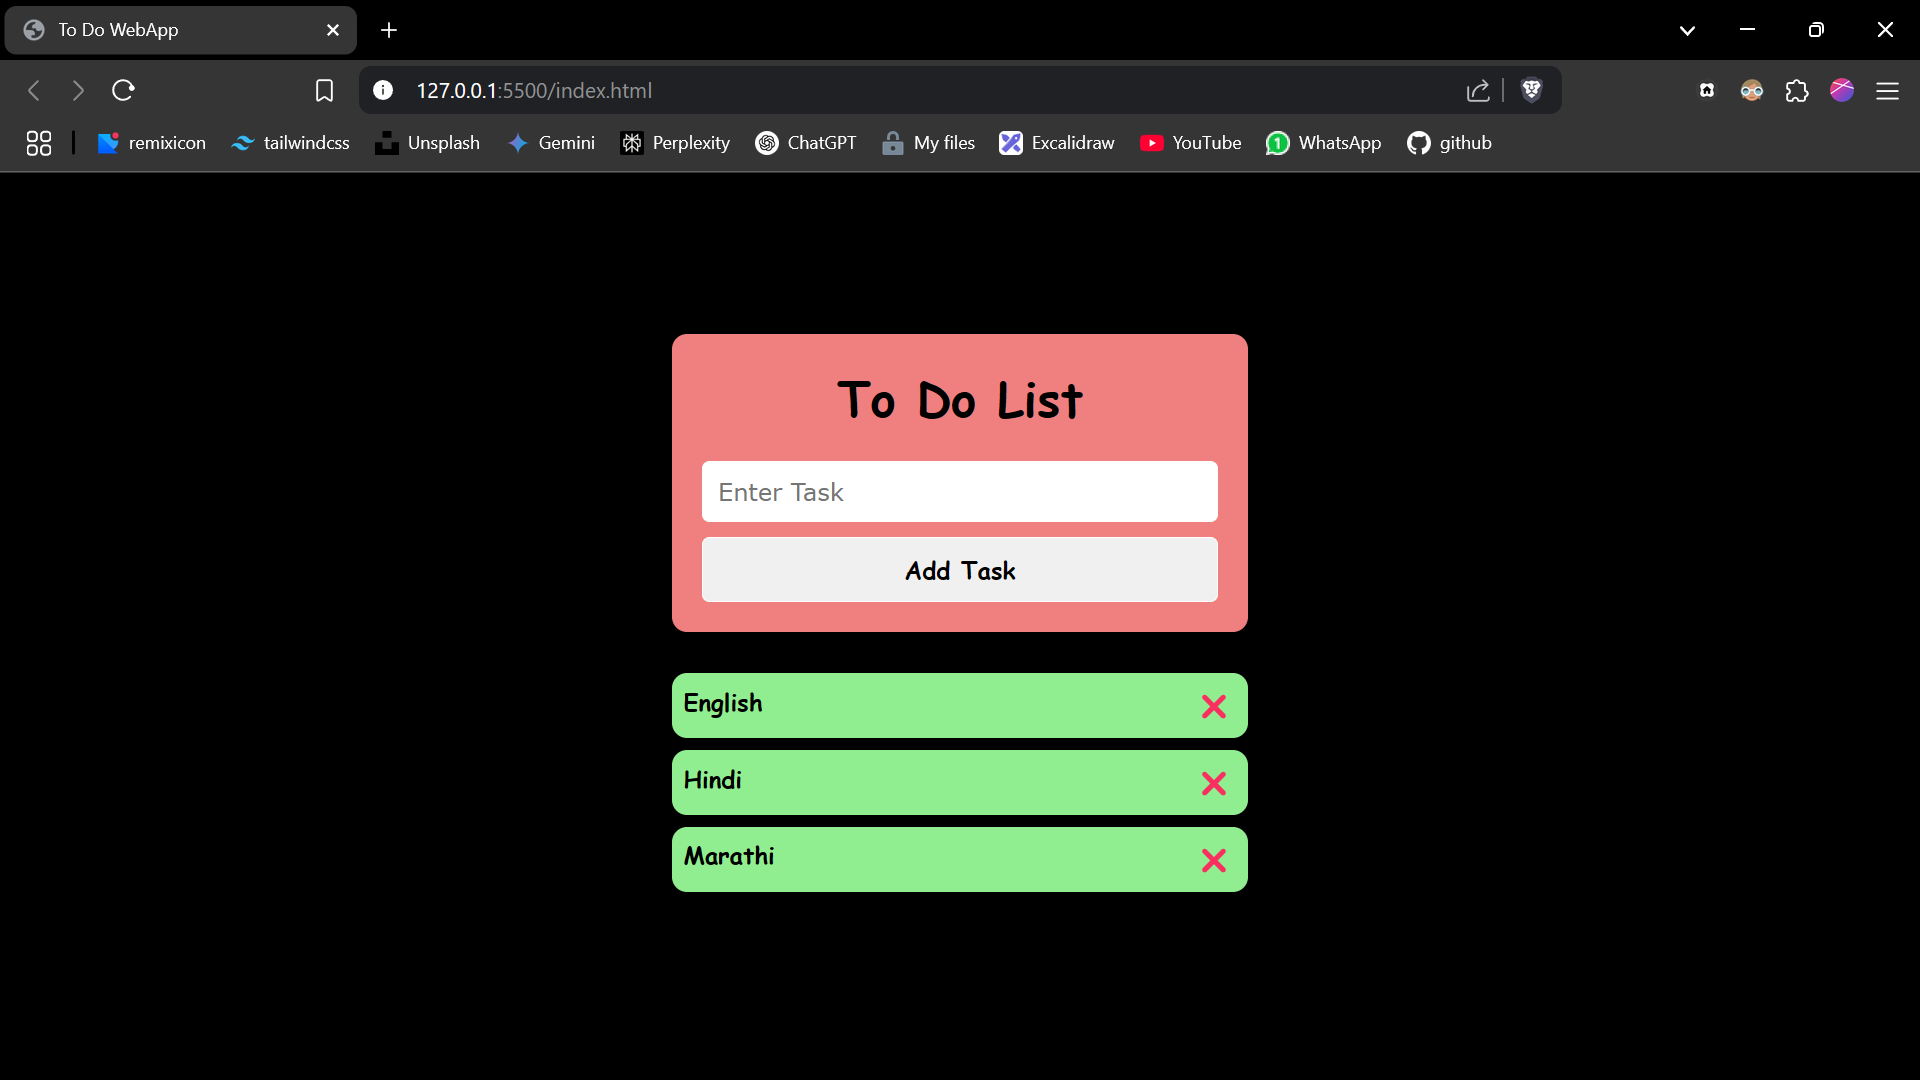 To Do WebApp
127.0.0.1:5500/index.html
remixicon tailwindcss Unsplash Gemini Perplexity ChatGPT My files Excalidraw YouTube 1 WhatsApp github
To Do List
Enter Task
Add Task
English
Hindi
Marathi